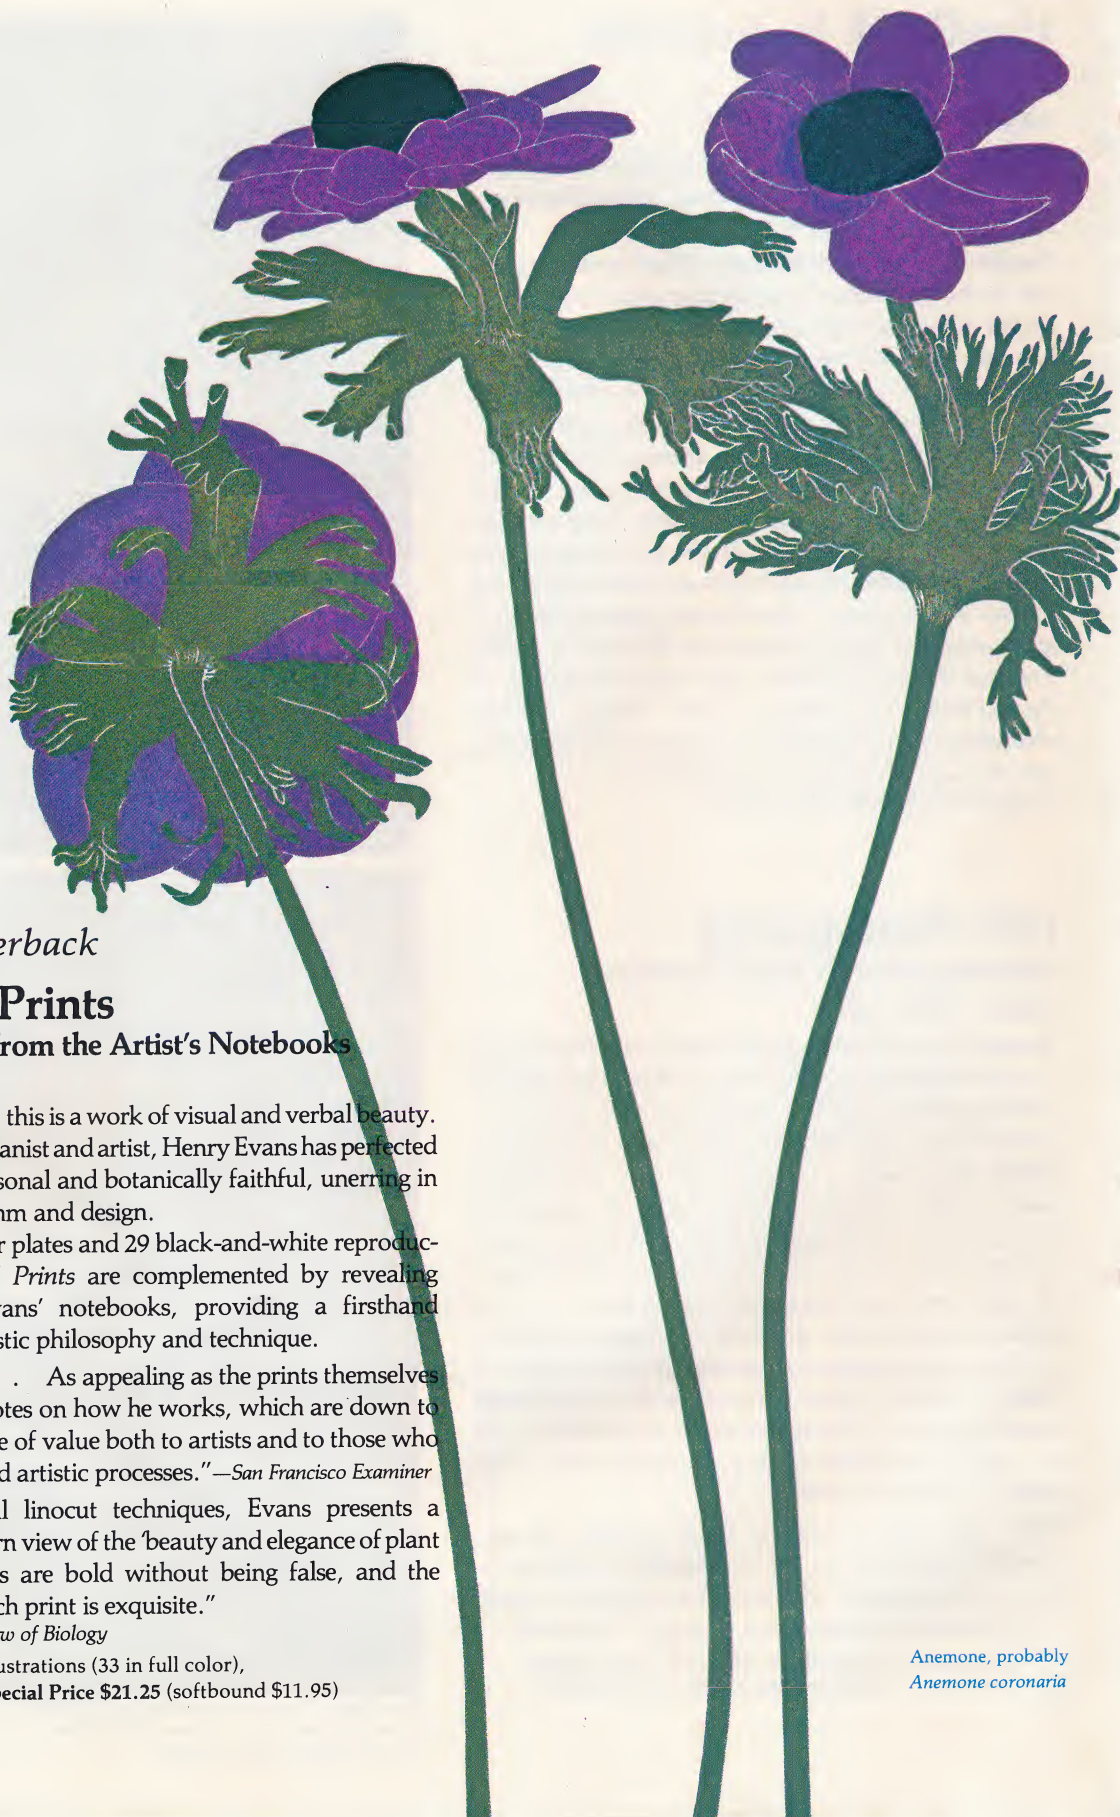 erback
Prints
rom the Artist's Notebooks
this is a work of visual and verbal beauty.
anist and artist, Henry Evans has perfected
sonal and botanically faithful, unerring in
hm and design.
r plates and 29 black-and-white reproduc-
Prints are complemented by revealing
vans' notebooks, providing a firsthand
stic philosophy and technique.
. As appealing as the prints themselves
otes on how he works, which are down to
e of value both to artists and to those who
d artistic processes."—San Francisco Examiner
l linocut techniques, Evans presents a
rn view of the 'beauty and elegance of plant
s are bold without being false, and the
ch print is exquisite."
w of Biology
ustrations (33 in full color),
pecial Price $21.25 (softbound $11.95)
Anemone, probably
Anemone coronaria